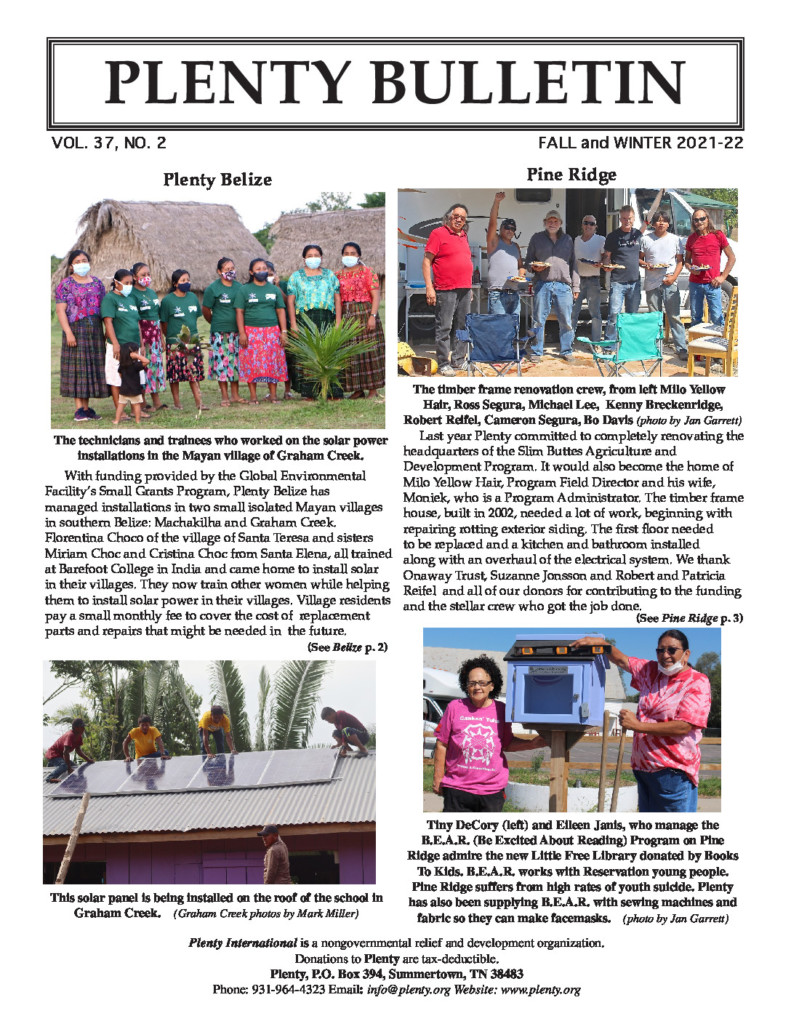 PLENTY BULLETIN
VOL. 37, NO. 2
FALL and WINTER 2021-22
Plenty Belize
The technicians and trainees who worked on the solar power
installations in the Mayan village of Graham Creek.
With funding provided by the Global Environmental
Facility's Small Grants Program, Plenty Belize has
managed installations in two small isolated Mayan villages
in southern Belize: Machakilha and Graham Creek.
Florentina Choco of the village of Santa Teresa and sisters
Miriam Choc and Cristina Choc from Santa Elena, all trained
at Barefoot College in India and came home to install solar
in their villages. They now train other women while helping
them to install solar power in their villages. Village residents
pay a small monthly fee to cover the cost of replacement
parts and repairs that might be needed in the future.
(See Belize p. 2)
This solar panel is being installed on the roof of the school in
Graham Creek. (Graham Creek photos by Mark Miller)
Pine Ridge
The timber frame renovation crew, from left Milo Yellow
Hair, Ross Segura, Michael Lee, Kenny Breckenridge,
Robert Reifel, Cameron Segura, Bo Davis (photo by Jan Garrett)
Last year Plenty committed to completely renovating the
headquarters of the Slim Buttes Agriculture and
Development Program. It would also become the home of
Milo Yellow Hair, Program Field Director and his wife,
Moniek, who is a Program Administrator. The timber frame
house, built in 2002, needed a lot of work, beginning with
repairing rotting exterior siding. The first floor needed
to be replaced and a kitchen and bathroom installed
along with an overhaul of the electrical system. We thank
Onaway Trust, Suzanne Jonsson and Robert and Patricia
Reifel and all of our donors for contributing to the funding
and the stellar crew who got the job done.
(See Pine Ridge p. 3)
Tiny DeCory (left) and Eileen Janis, who manage the
B.E.A.R. (Be Excited About Reading) Program on Pine
Ridge admire the new Little Free Library donated by Books
To Kids. B.E.A.R. works with Reservation young people.
Pine Ridge suffers from high rates of youth suicide. Plenty
has also been supplying B.E.A.R. with sewing machines and
fabric so they can make facemasks. (photo by Jan Garrett)
Plenty International is a nongovernmental relief and development organization.
Donations to Plenty are tax-deductible.
Plenty, P.O. Box 394, Summertown, TN 38483
Phone: 931-964-4323 Email: info@plenty.org Website: www.plenty.org